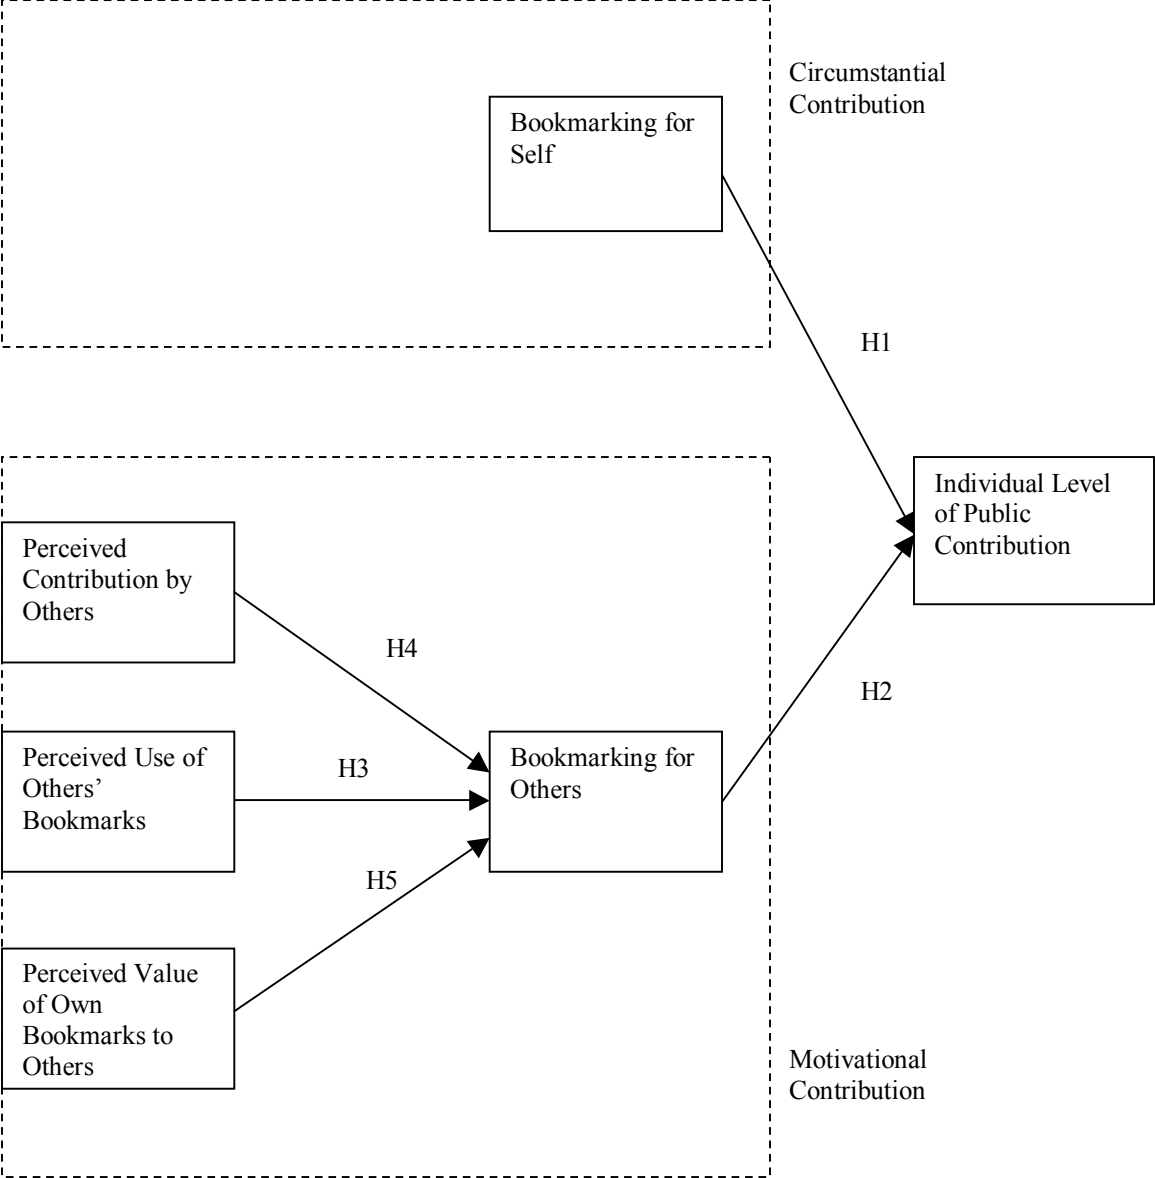 Circumstantial
Contribution
Bookmarking for
Self
H1
Individual Level
of Public
Contribution
Perceived
Contribution by
Others
H4
H2
Perceived Use of
Others’
Bookmarks
H3
Bookmarking for
Others
H5
Perceived Value
of Own
Bookmarks to
Others
Motivational
Contribution